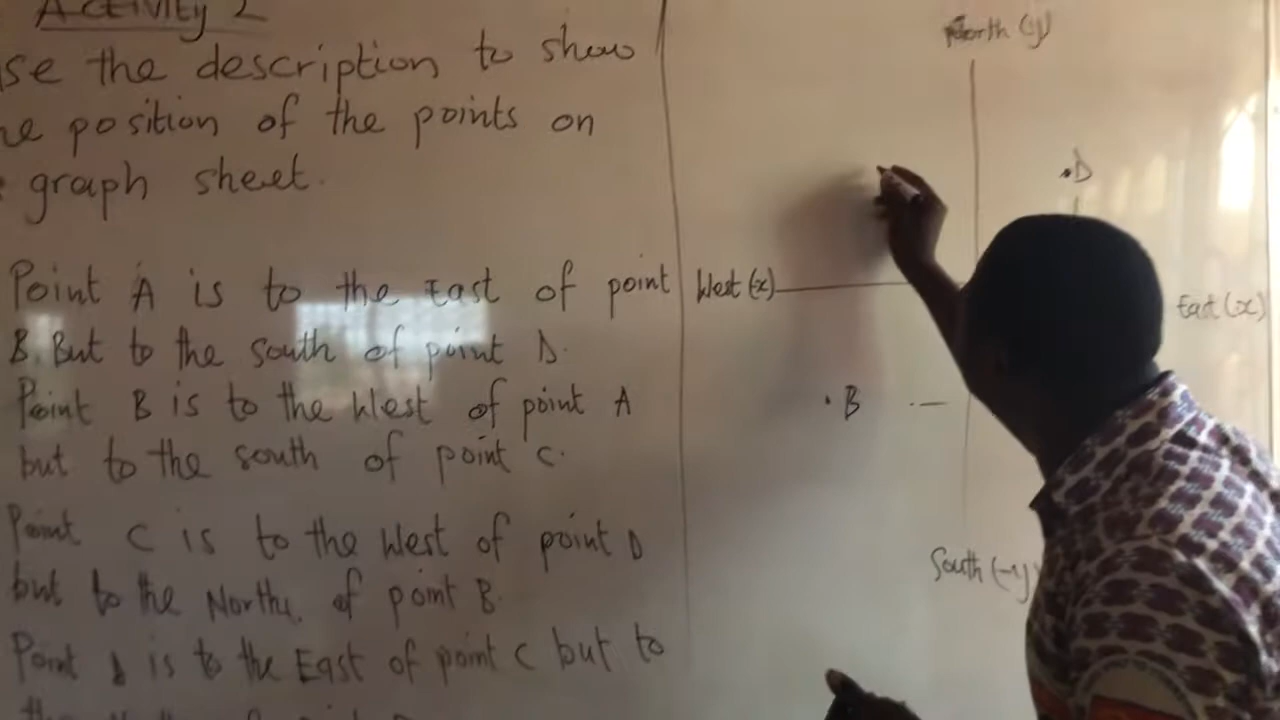 Activity 2
use the description to show
the position of the points on
graph sheet.
Point A is to the East of point
B. But to the south of point D.
Point B is to the West of point A
but to the south of point C.
Point C is to the West of point D
but to the North of point B.
Point D is to the East of point C but to
North (y)
D
West (x)
East (x)
B
South (-y)